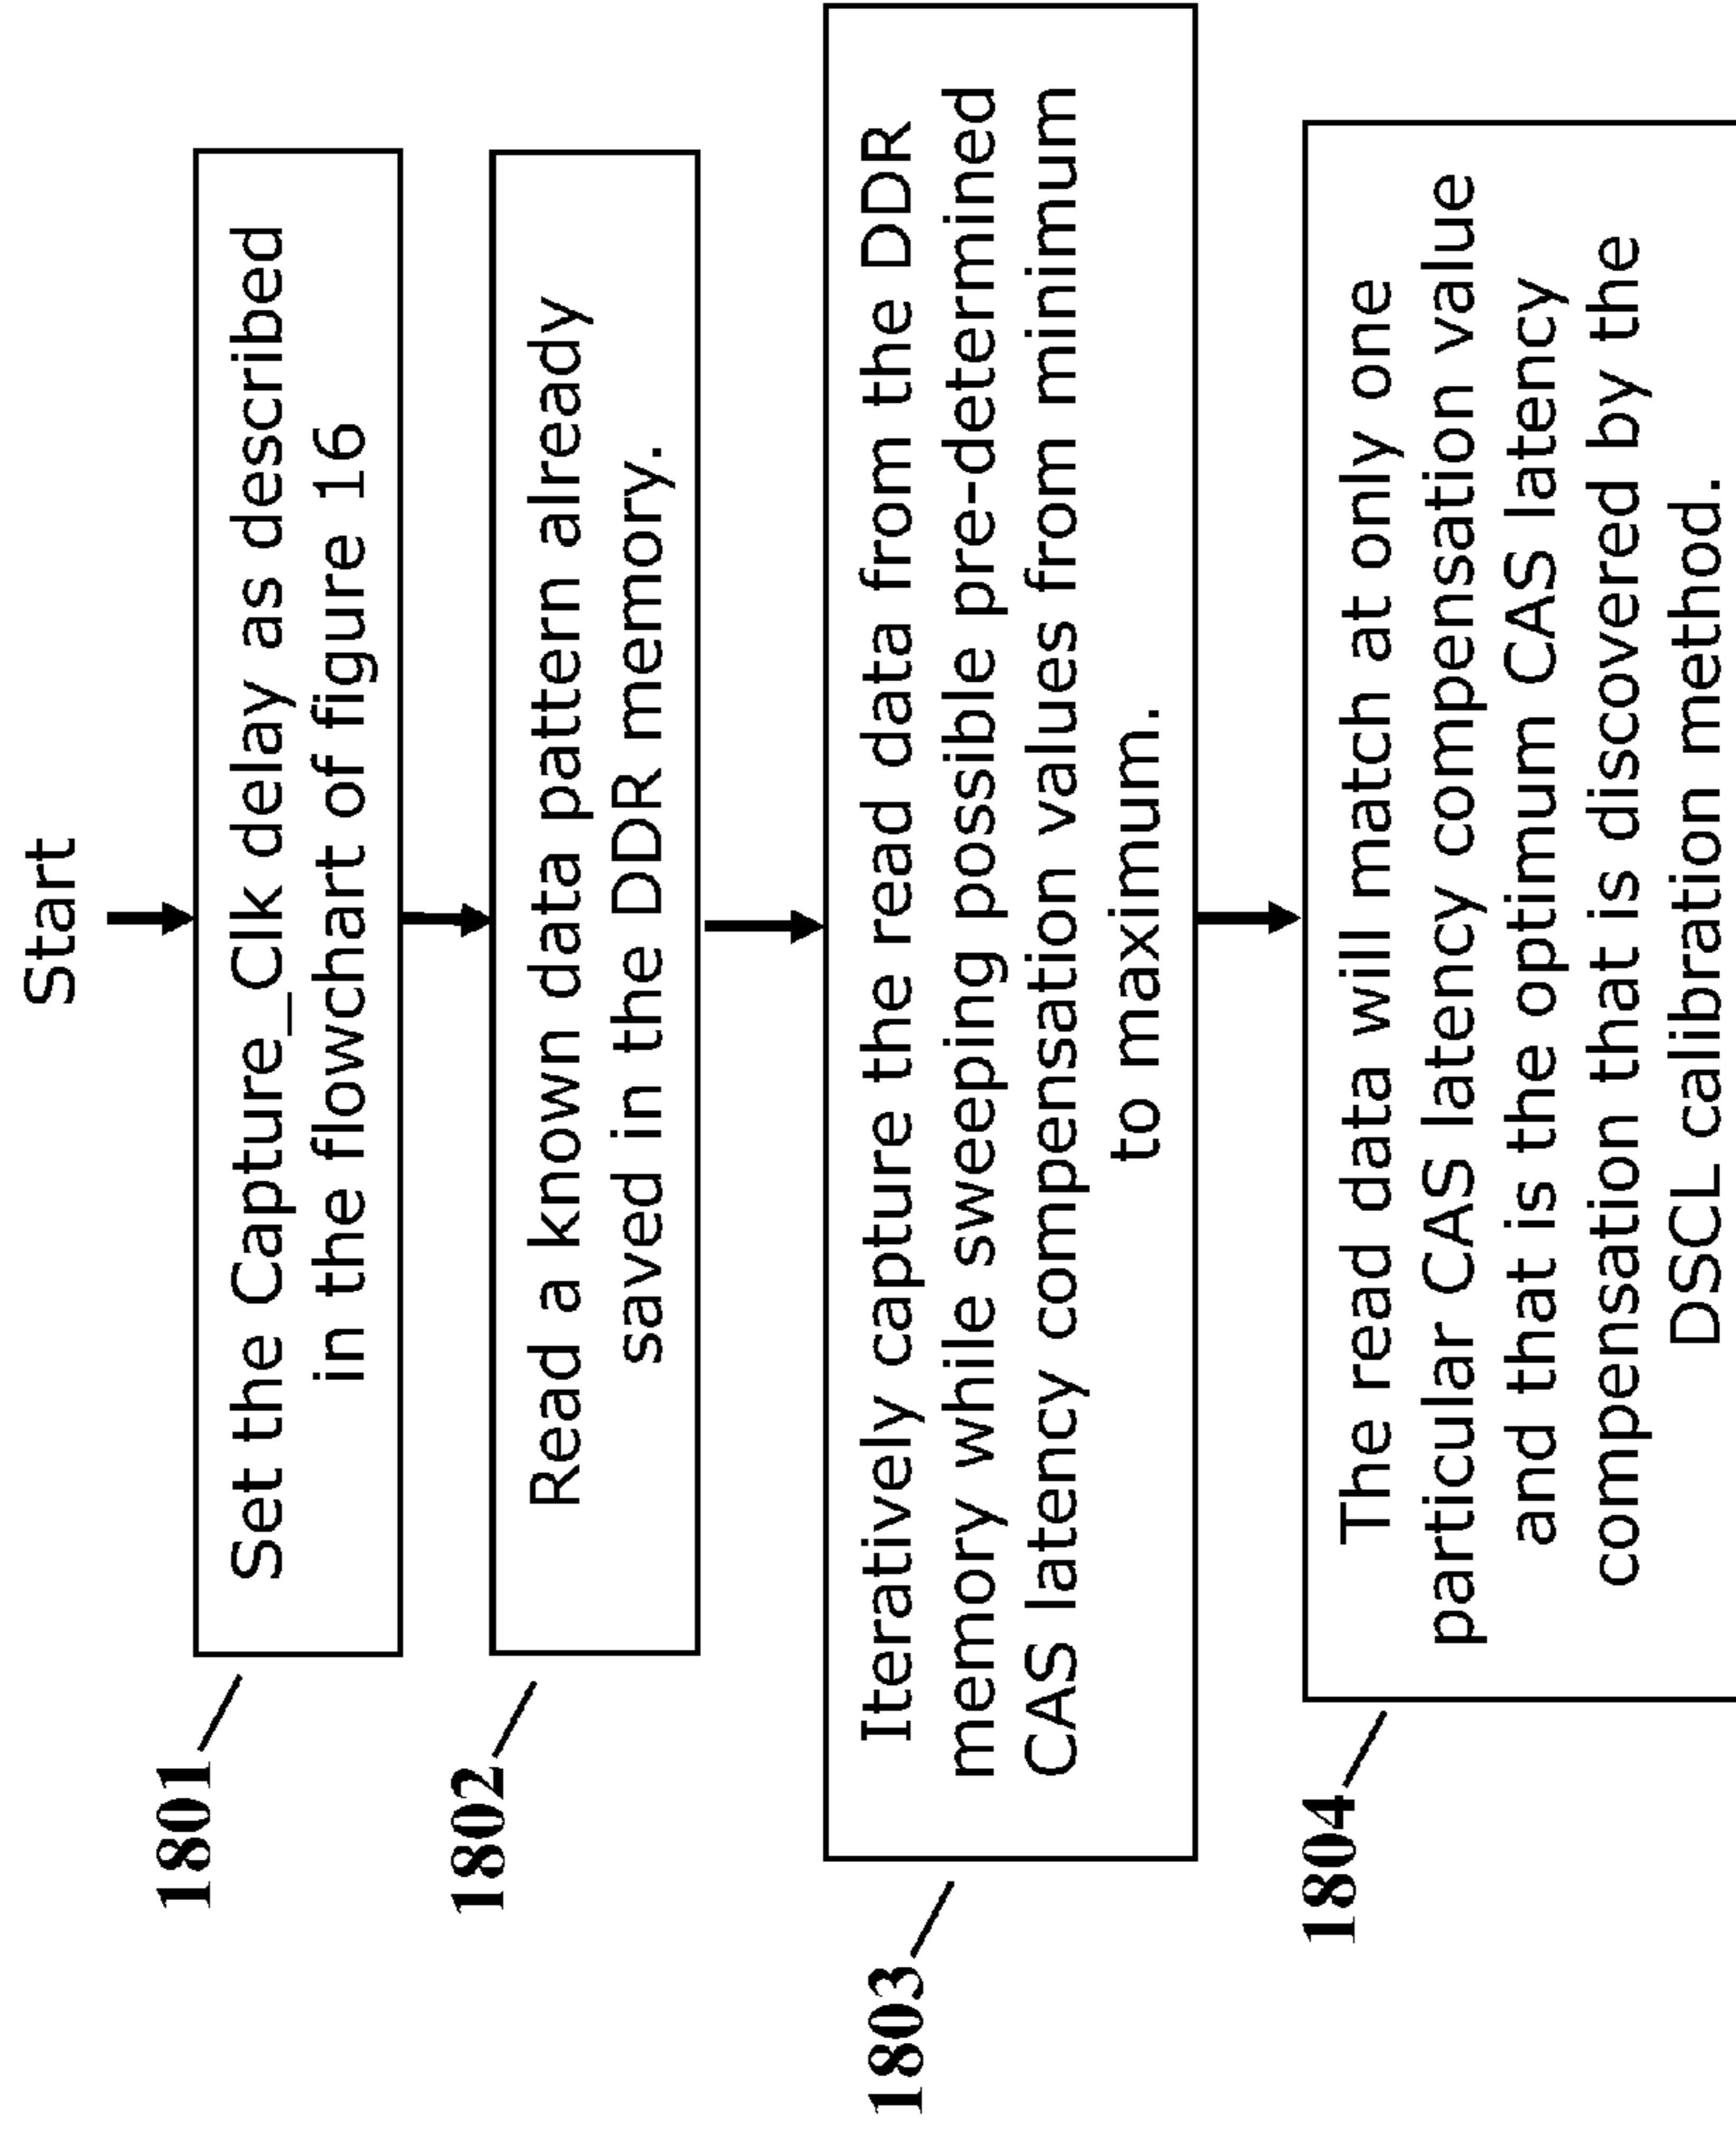 Start
1801
Set the Capture_Clk delay as described
in the flowchart of figure 16
1802
Read a known data pattern already
saved in the DDR memory.
1803
Iteratively capture the read data from the DDR
memory while sweeping possible pre-determined
CAS latency compensation values from minimum
to maximum.
1804
The read data will match at only one
particular CAS latency compensation value
and that is the optimum CAS latency
compensation that is discovered by the
DSCL calibration method.